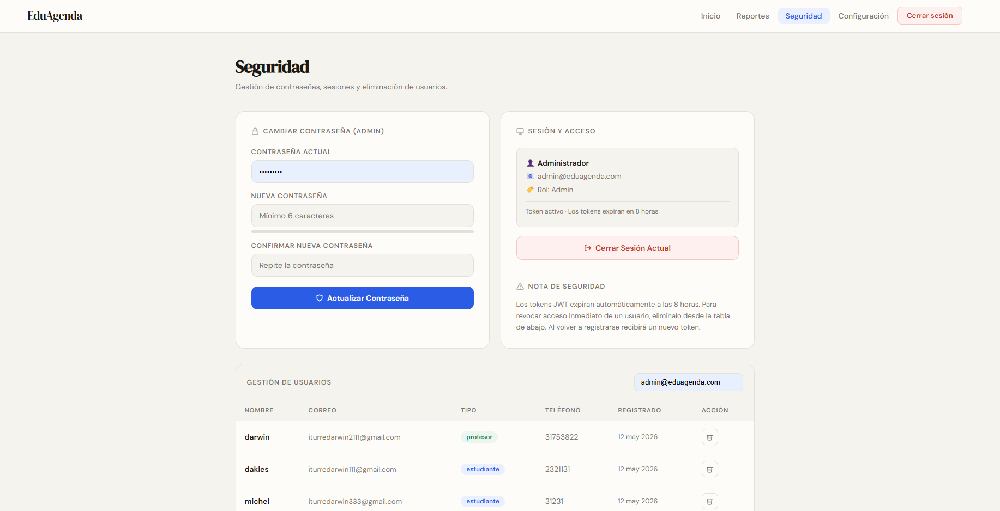 EduAgenda
Inicio
Reportes
Seguridad
Configuración
Cerrar sesión
Seguridad
Gestión de contraseñas, sesiones y eliminación de usuarios.
CAMBIAR CONTRASEÑA (ADMIN)
CONTRASEÑA ACTUAL
•••••••••
NUEVA CONTRASEÑA
Mínimo 6 caracteres
CONFIRMAR NUEVA CONTRASEÑA
Repite la contraseña
Actualizar Contraseña
SESIÓN Y ACCESO
Administrador
admin@eduagenda.com
Rol: Admin
Token activo · Los tokens expiran en 8 horas
Cerrar Sesión Actual
NOTA DE SEGURIDAD
Los tokens JWT expiran automáticamente a las 8 horas. Para
revocar acceso inmediato de un usuario, elimínalo desde la tabla
de abajo. Al volver a registrarse recibirá un nuevo token.
GESTIÓN DE USUARIOS
admin@eduagenda.com
NOMBRE CORREO TIPO TELÉFONO REGISTRADO ACCIÓN
darwin iturredarwin2111@gmail.com profesor 31753822 12 may 2026
dakles iturredarwin111@gmail.com estudiante 2321131 12 may 2026
michel iturredarwin333@gmail.com estudiante 31231 12 may 2026